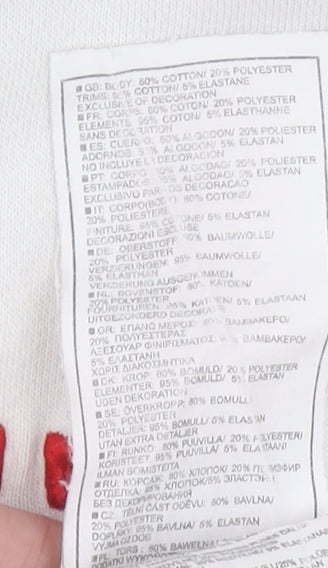 ■ GB: BODY: 80% COTTON/ 20% POLYESTER
TRIMS: 95% COTTON/ 5% ELASTANE
EXCLUSIVE OF DECORATION
■ FR: CORPS: 80% COTON/ 20% POLYESTER
ELEMENTS: 95% COTON/ 5% ELASTHANNE
SANS DECORATION
■ ES: CUERPO: 80% ALGODON/ 20% POLIESTER
ADORNOS: 95% ALGODON/ 5% ELASTAN
NO INCLUYE LA DECORACION
■ PT: CORPO: 80% ALGODAO/ 20% POLIESTER
ESTAMPADOS: 95% ALGODAO/ 5% ELASTAN
EXCLUSIVO PARA OS DECORACAO
■ IT: CORPO(BODY): 80% COTONE/
20% POLIESTERE
FINITURE: 95% COTONE/ 5% ELASTAN
DECORAZIONI ESCLUSE
■ DE: OBERSTOFF: 80% BAUMWOLLE/
20% POLYESTER
VERZIERUNGEN: 95% BAUMWOLLE/
5% ELASTHAN
VERZIERUNG AUSGENOMMEN
■ NL: BOVENSTOF: 80% KATOEN/
20% POLYESTER
FOURNITUREN: 95% KATOEN/ 5% ELASTAAN
UITGEZONDERD DECORATIE
■ GR: ΕΠΑΝΩ ΜΕΡΟΣ: 80% ΒΑΜΒΑΚΕΡΟ/
20% ΠΟΛΥΕΣΤΕΡΑΣ
ΑΞΕΣΟΥΑΡ ΦΙΝΙΡΙΣΜΑΤΟΣ: 95% ΒΑΜΒΑΚΕΡΟ/
5% ΕΛΑΣΤΑΝΗ
ΧΩΡΙΣ ΔΙΑΚΟΣΜΗΤΙΚΑ
■ DK: KROP: 80% BOMULD/ 20% POLYESTER
ELEMENTER: 95% BOMULD/ 5% ELASTAN
UDEN DEKORATION
■ SE: ÖVERKROPP: 80% BOMULL/
20% POLYESTER
DETALJER: 95% BOMULL/ 5% ELASTAN
UTAN EXTRA DETALJER
■ FI: RUNKO: 80% PUUVILLA/ 20% POLYESTERI
KORISTEET: 95% PUUVILLA/ 5% ELASTAANI
ILMAN SOMISTEITA
■ RU: КОРСАЖ: 80% ХЛОПОК/ 20% ПОЛИЭФИР
ОТДЕЛКА: 95% ХЛОПОК/5% ЭЛАСТАН
БЕЗ ДЕКОРИРОВАНИЯ
■ CZ: TĚLNÍ ČÁST ODĚVU: 80% BAVLNA/
20% POLYESTER
DOPLŇKY: 95% BAVLNA/ 5% ELASTAN
VYJMA OZDOB
■ PL: TORS: 80% BAWEŁNA/